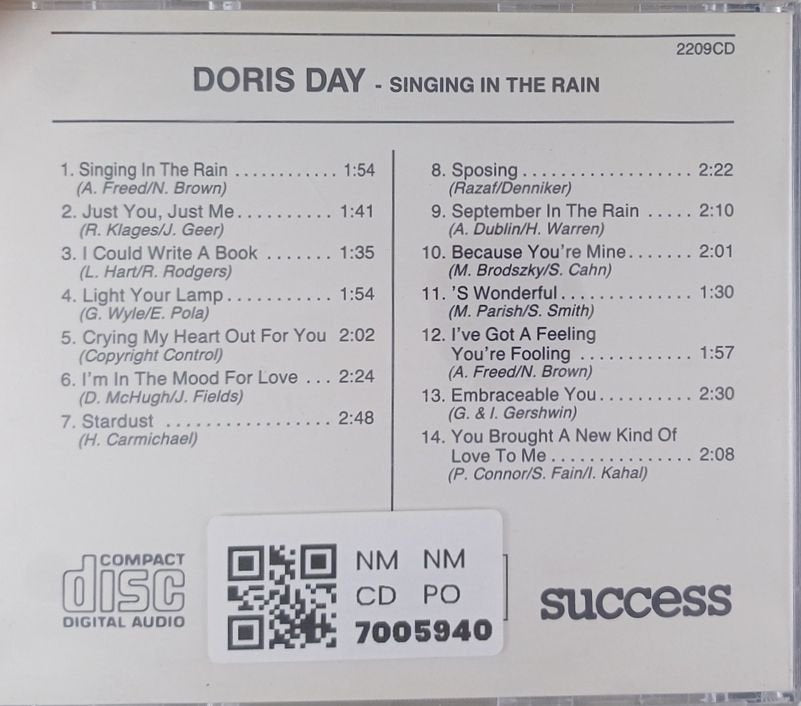 2209CD
DORIS DAY - SINGING IN THE RAIN
1. Singing In The Rain ............ 1:54
(A. Freed/N. Brown)
2. Just You, Just Me.......... 1:41
(R. Klages/J. Geer)
3. I Could Write A Book ....... 1:35
(L. Hart/R. Rodgers)
4. Light Your Lamp........... 1:54
(G. Wyle/E. Pola)
5. Crying My Heart Out For You 2:02
(Copyright Control)
6. I'm In The Mood For Love ... 2:24
(D. McHugh/J. Fields)
7. Stardust ................. 2:48
(H. Carmichael)
8. Sposing.................. 2:22
(Razaf/Denniker)
9. September In The Rain ..... 2:10
(A. Dublin/H. Warren)
10. Because You're Mine....... 2:01
(M. Brodszky/S. Cahn)
11. 'S Wonderful.............. 1:30
(M. Parish/S. Smith)
12. I've Got A Feeling
You're Fooling ............ 1:57
(A. Freed/N. Brown)
13. Embraceable You.......... 2:30
(G. & I. Gershwin)
14. You Brought A New Kind Of
Love To Me ............... 2:08
(P. Connor/S. Fain/I. Kahal)
COMPACT
disc
DIGITAL AUDIO
NM NM
CD PO
7005940
success